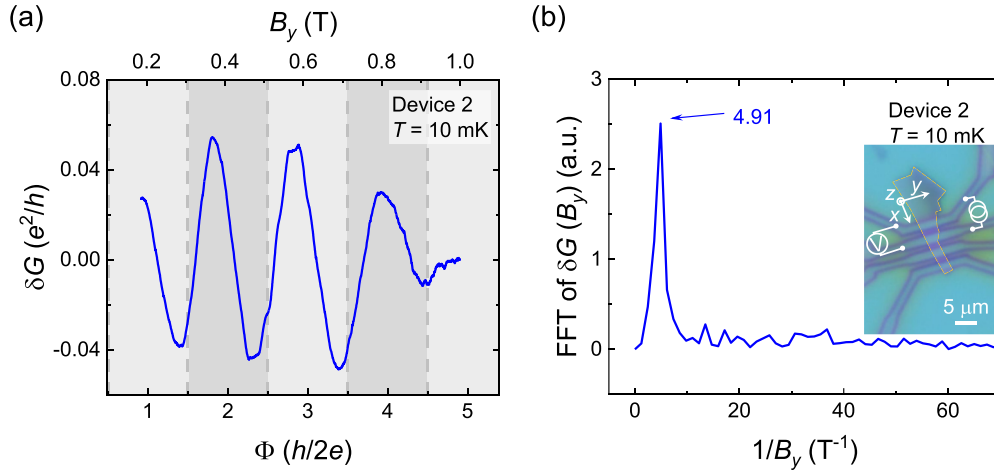 (a)
B_y (T)
0.2 0.4 0.6 0.8 1.0
0.08
0.04
0.00
-0.04
δG (e²/h)
Device 2
T = 10 mK
1 2 3 4 5
Φ (h/2e)
(b)
3
2
1
0
FFT of δG (B_y) (a.u.)
4.91
Device 2
T = 10 mK
y
z
x
V
5 μm
0 20 40 60
1/B_y (T⁻¹)